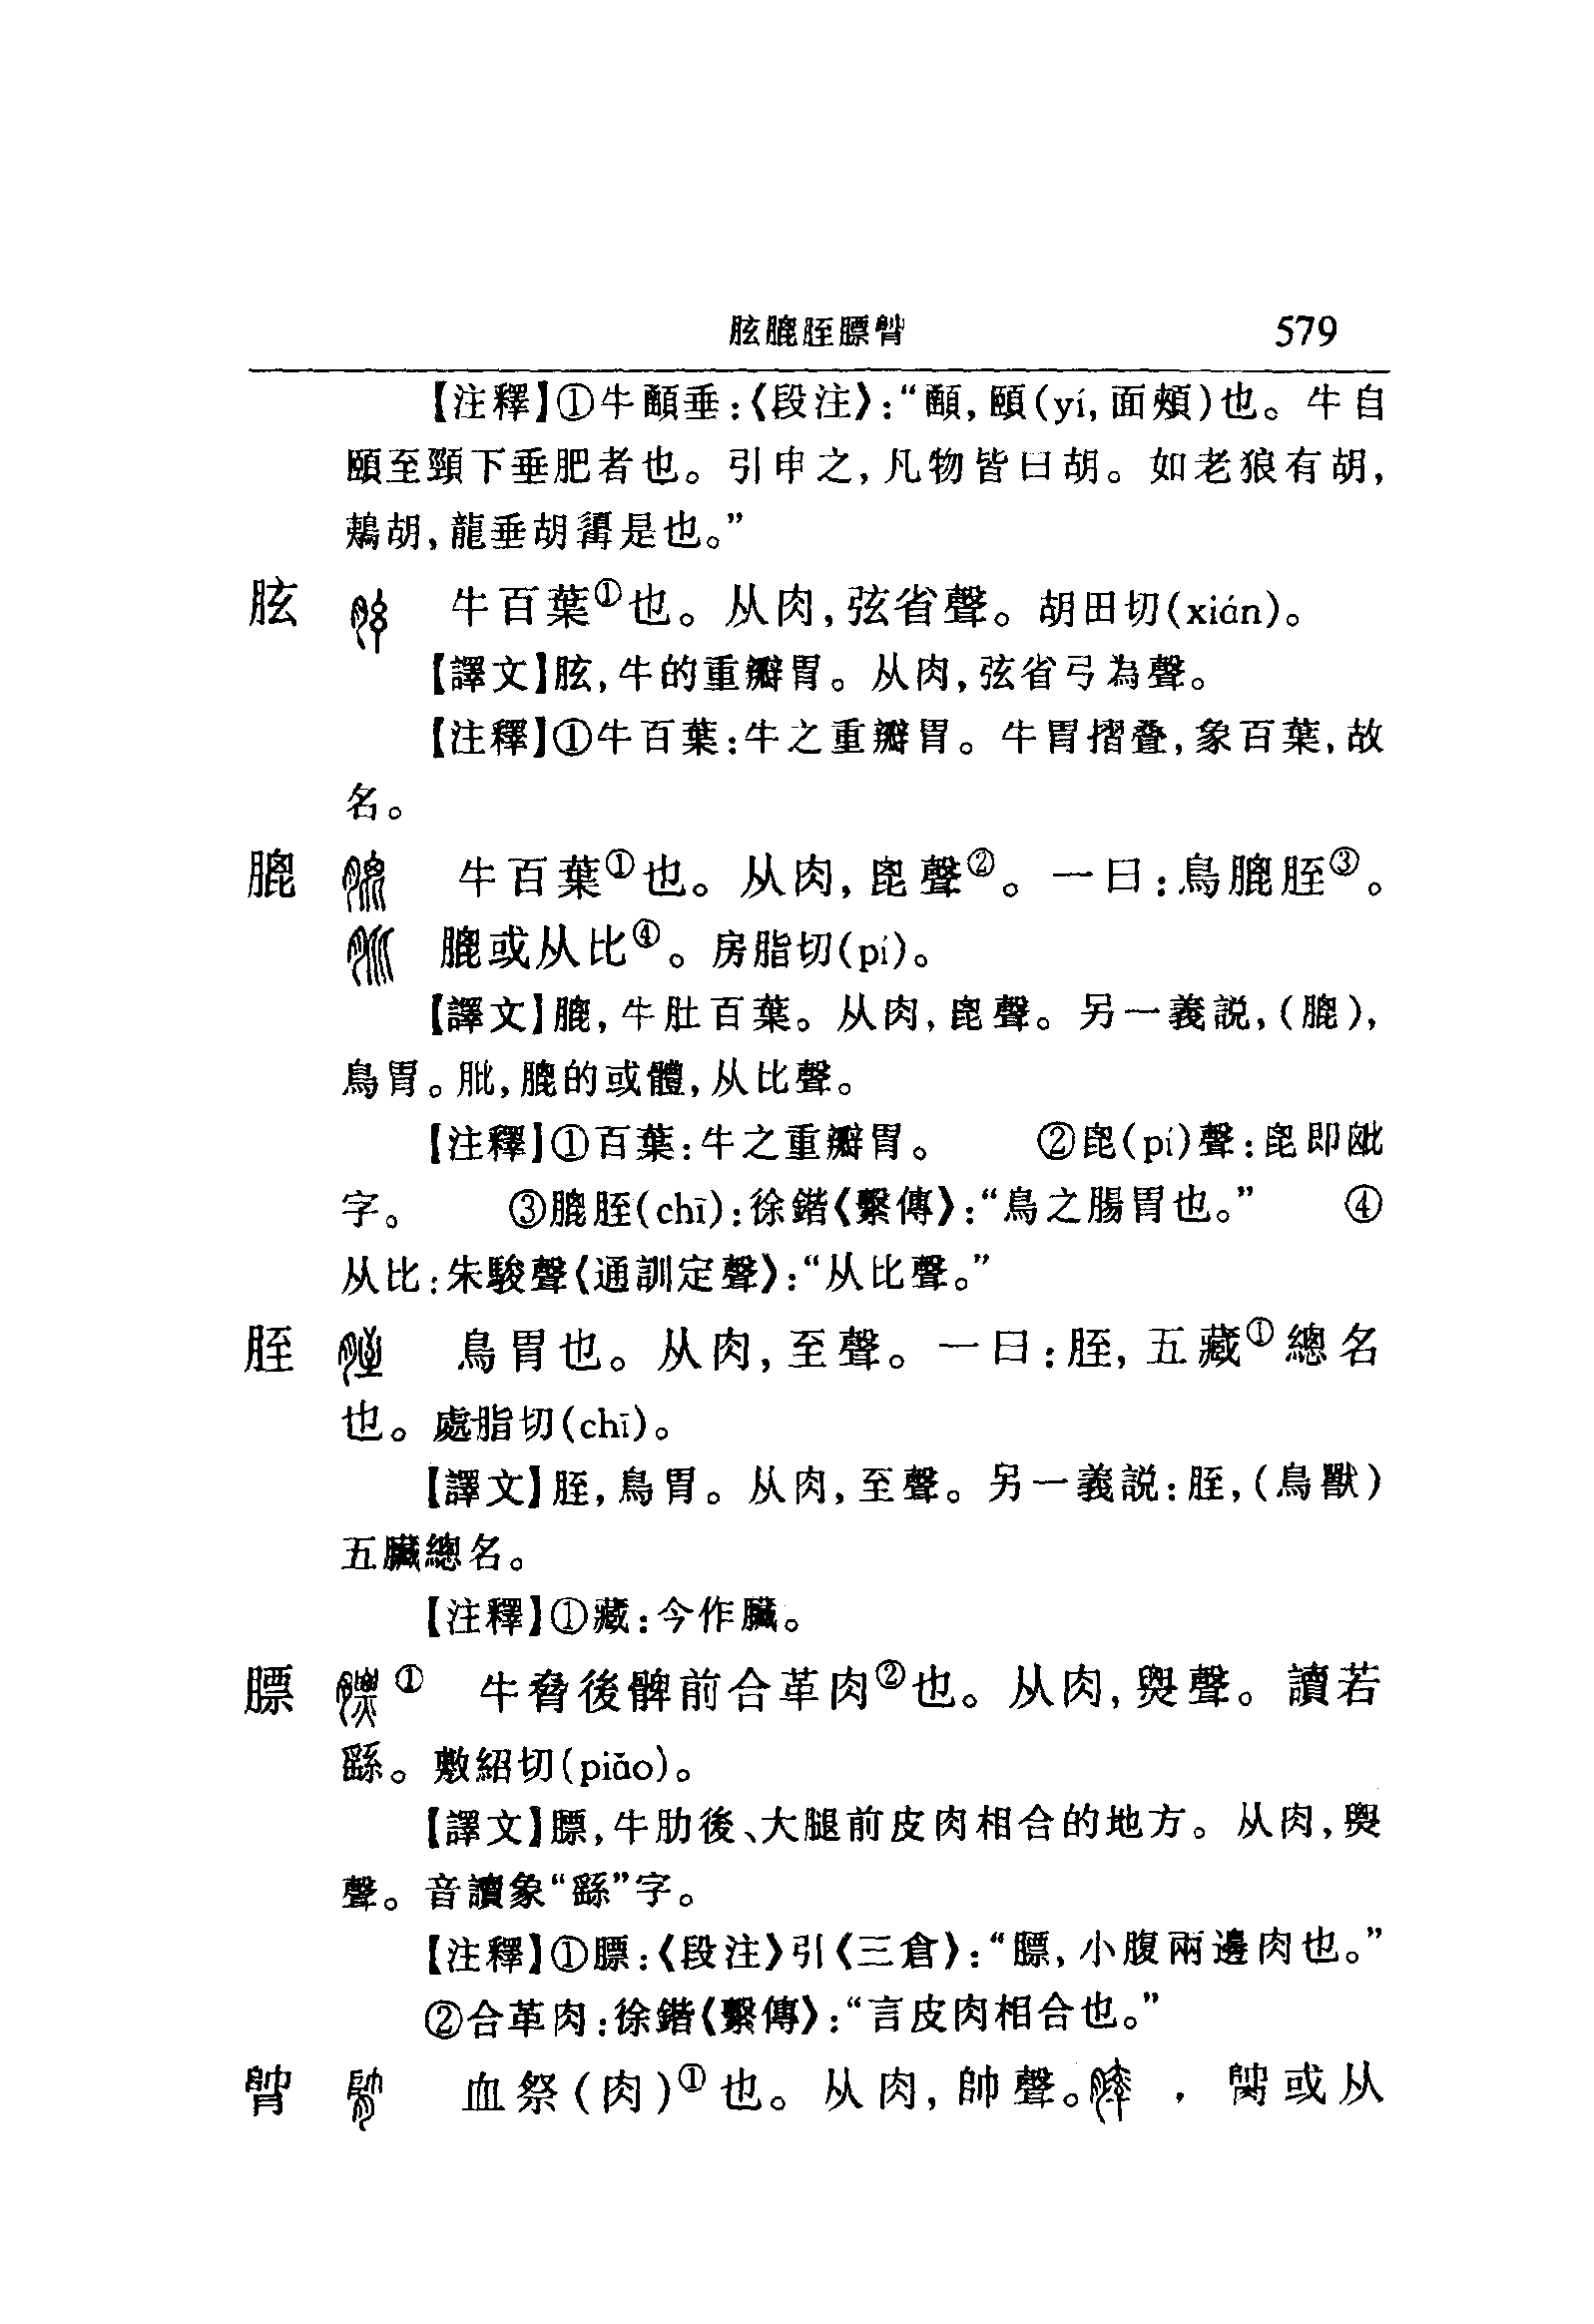 胘膍胵膘膟 579
【注釋】①牛顄垂:《段注》:“顄,頤(yí,面頰)也。牛自
頤至頸下垂肥者也。引申之,凡物皆曰胡。如老狼有胡,
鵜胡,龍垂胡䫇是也。”
胘 牛百葉①也。从肉,弦省聲。胡田切(xián)。
【譯文】胘,牛的重瓣胃。从肉,弦省弓為聲。
【注釋】①牛百葉:牛之重瓣胃。牛胃摺叠,象百葉,故
名。
膍 牛百葉①也。从肉,㲋聲②。一曰:鳥膍胵③。
膍或从比④。房脂切(pí)。
【譯文】膍,牛肚百葉。从肉,㲋聲。另一義説,(膍),
鳥胃。肶,膍的或體,从比聲。
【注釋】①百葉:牛之重瓣胃。 ②㲋(pí)聲:㲋即毗
字。 ③膍胵(chī):徐鍇《繫傳》:“鳥之腸胃也。” ④
从比:朱駿聲《通訓定聲》:“从比聲。”
胵 鳥胃也。从肉,至聲。一曰:胵,五藏①總名
也。處脂切(chī)。
【譯文】胵,鳥胃。从肉,至聲。另一義説:胵,(鳥獸)
五臟總名。
【注釋】①藏:今作臟。
膘 ① 牛脅後髀前合革肉②也。从肉,㶾聲。讀若
繇。敷紹切(piǎo)。
【譯文】膘,牛肋後、大腿前皮肉相合的地方。从肉,㶾
聲。音讀象“繇”字。
【注釋】①膘:《段注》引《三倉》:“膘,小腹兩邊肉也。”
②合革肉:徐鍇《繫傳》:“言皮肉相合也。”
膟 血祭(肉)①也。从肉,帥聲。 ,膟或从